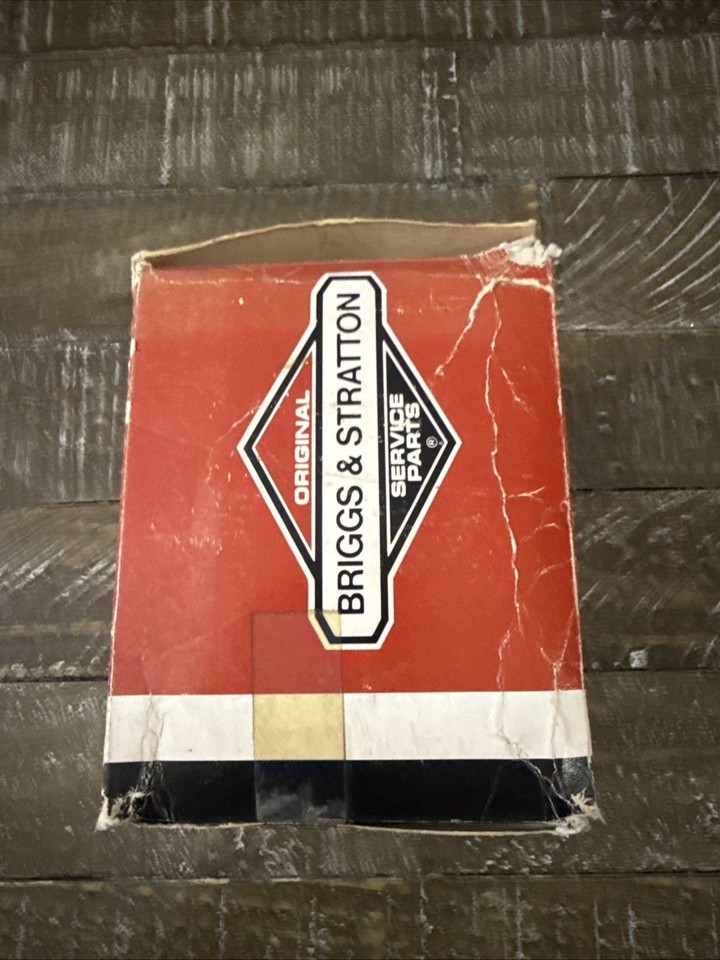 ORIGINAL
BRIGGS & STRATTON
SERVICE
PARTS ®